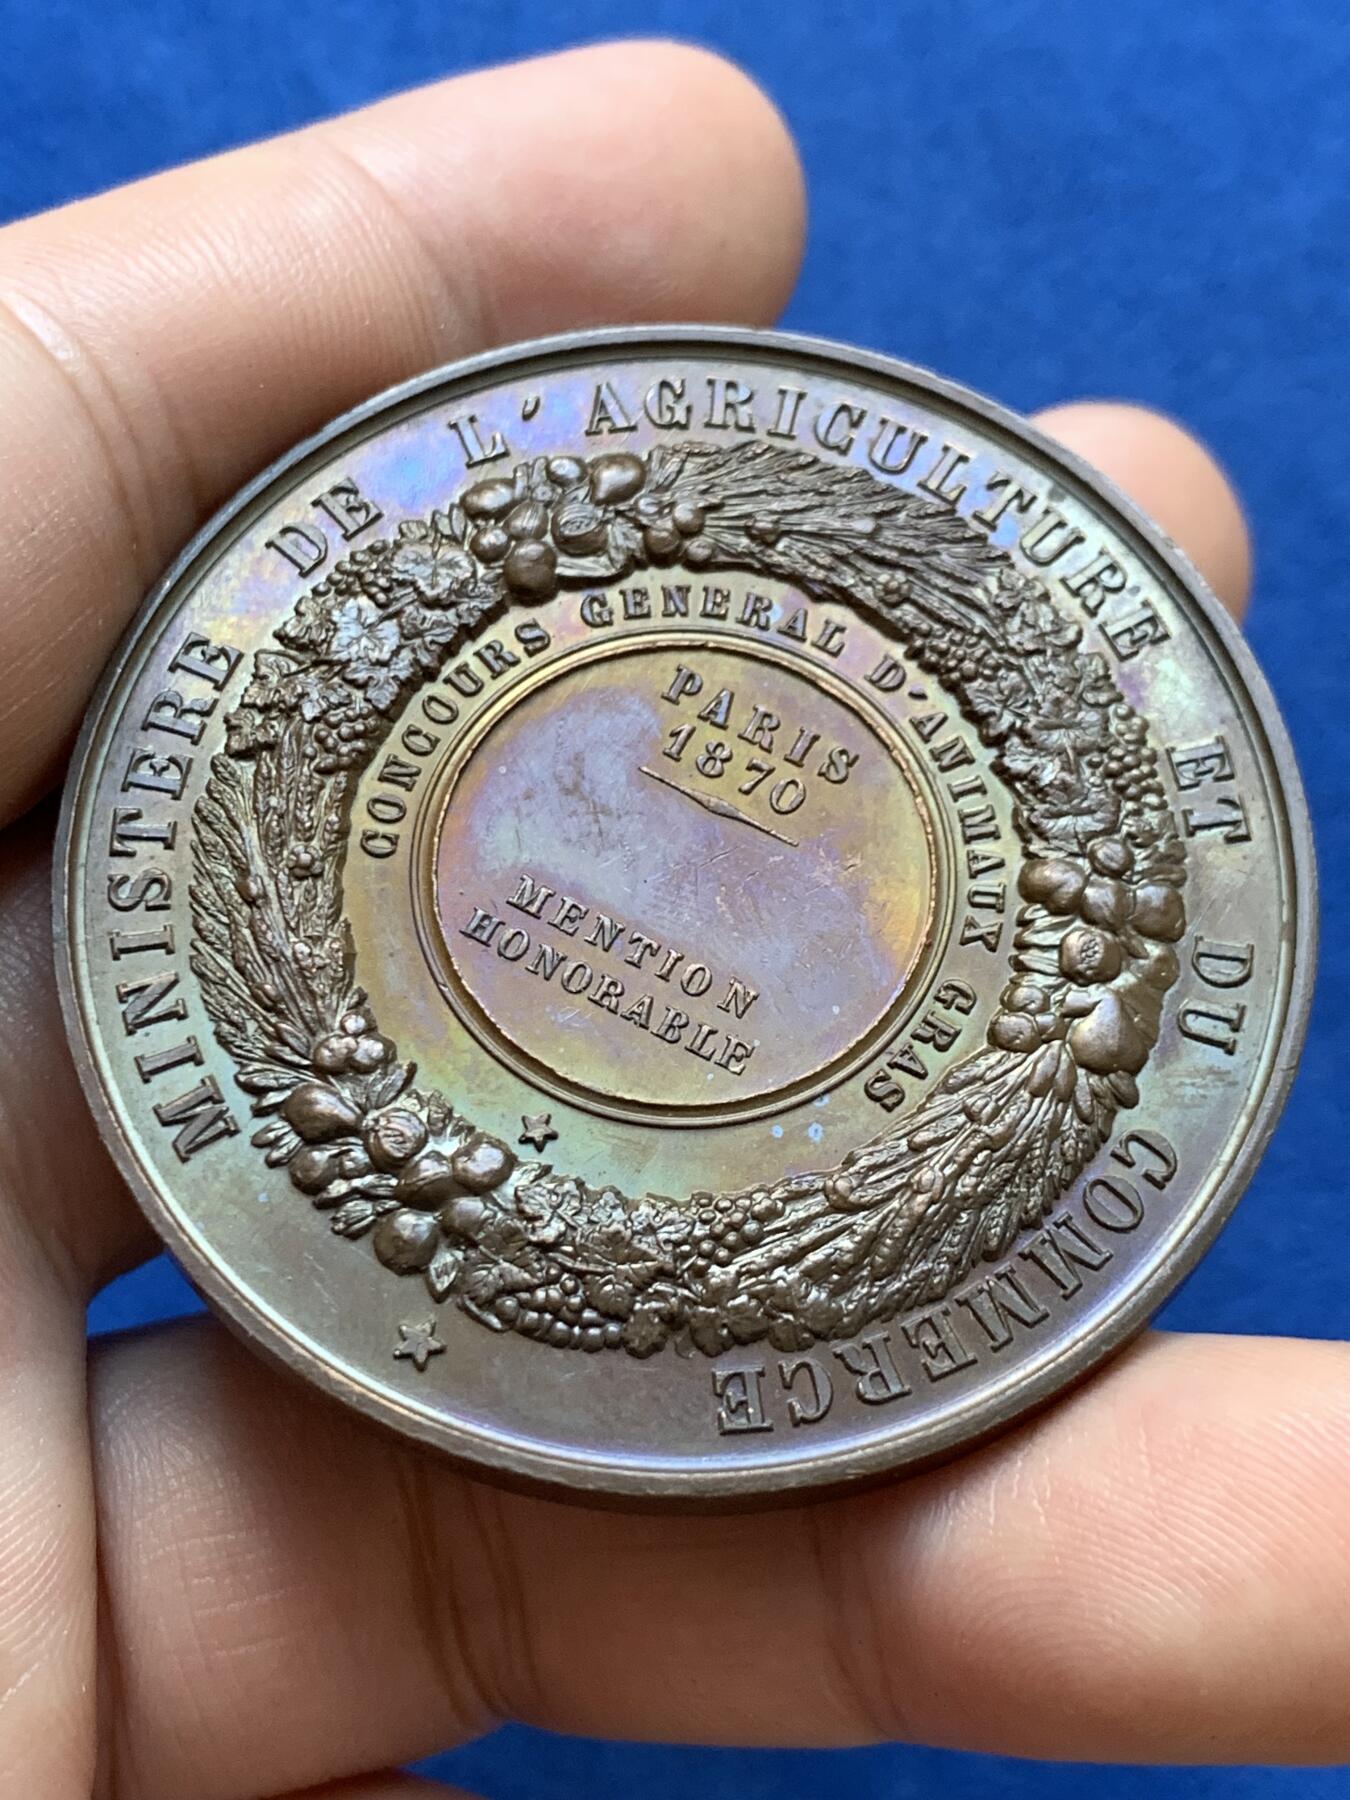 MINISTERE DE L'AGRICULTURE ET DU COMMERCE
CONCOURS GENERAL D'ANIMAUX GRAS
PARIS
1870
MENTION
HONORABLE